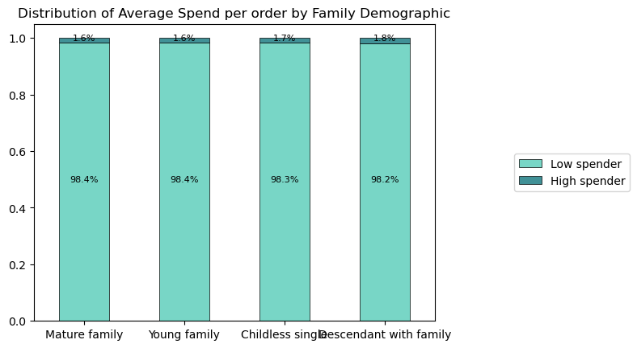 Distribution of Average Spend per order by Family Demographic
1.0
0.8
0.6
0.4
0.2
0.0
1.6%
1.6%
1.7%
1.8%
98.4%
98.4%
98.3%
98.2%
Mature family
Young family
Childless single
Descendant with family
Low spender
High spender